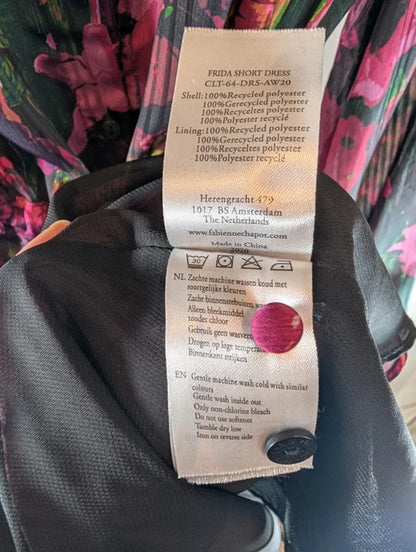 FRIDA SHORT DRESS
CLT-64-DRS-AW20
Shell: 100%Recycled polyester
100%Gerecycled polyester
100%Recyceltes polyester
100%Polyester recyclé
Lining: 100%Recycled polyester
100%Gerecycled polyester
100%Recyceltes polyester
100%Polyester recyclé
Herengracht 479
1017 BS Amsterdam
The Netherlands
www.fabiennechapot.com
Made in China
2020
30
NL Zachte machine wassen koud met
soortgelijke kleuren
Zacht binnenstebuiten
Alleen bleekmiddel
zonder chloor
Gebruik geen
Drogen op lage
Binnenkant strijken
EN Gentle machine wash cold with similar
colours
Gentle wash inside out
Only non-chlorine bleach
Do not use softener
Tumble dry low
Iron on reverse side